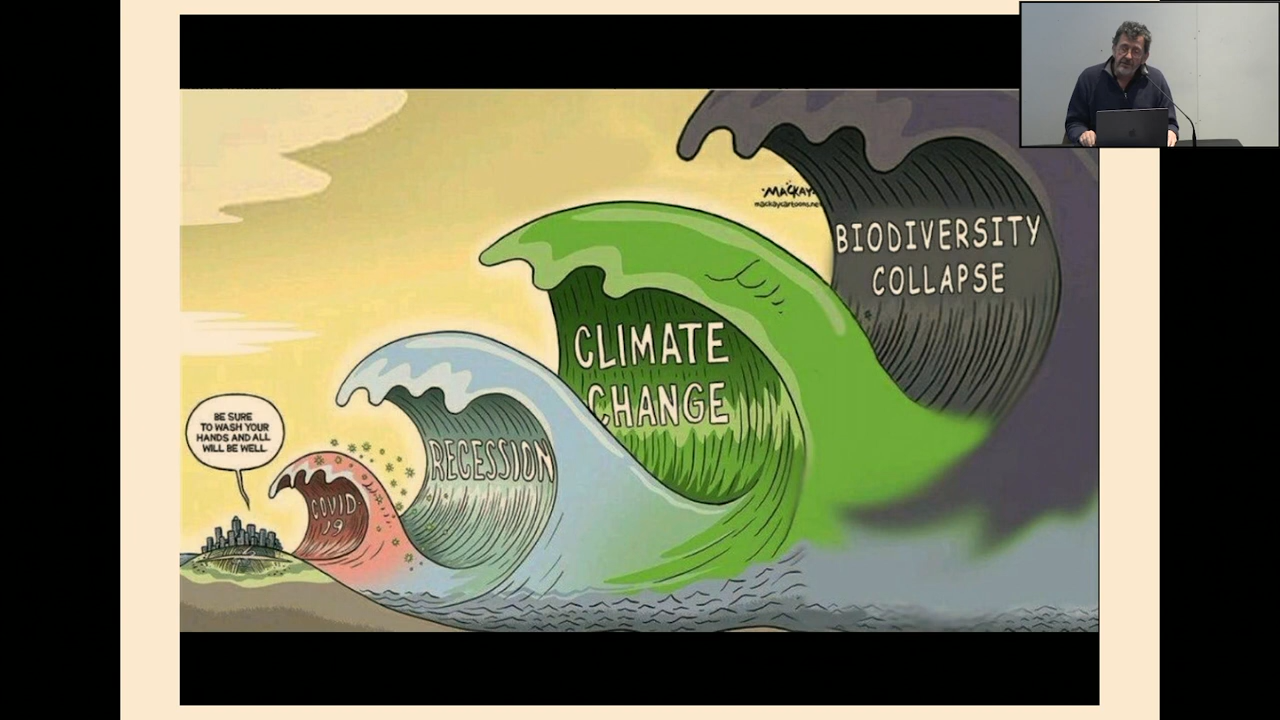 MACKAY
mackaycartoons.net
BIODIVERSITY
COLLAPSE
CLIMATE
CHANGE
RECESSION
COVID-
19
BE SURE
TO WASH YOUR
HANDS AND ALL
WILL BE WELL.